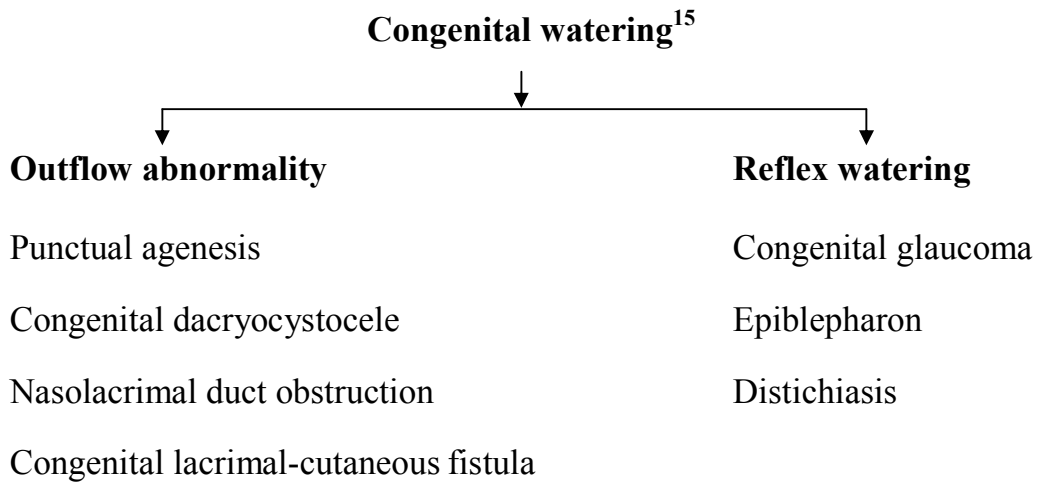 Congenital watering15
Outflow abnormality
Punctual agenesis
Congenital dacryocystocele
Nasolacrimal duct obstruction
Congenital lacrimal-cutaneous fistula
Reflex watering
Congenital glaucoma
Epiblepharon
Distichiasis